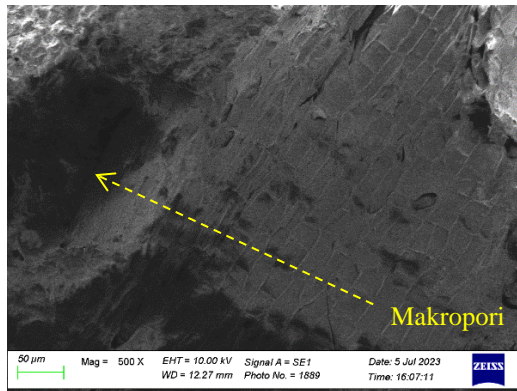 Makropori
50 µm
Mag = 500 X
EHT = 10.00 kV
WD = 12.27 mm
Signal A = SE1
Photo No. = 1889
Date: 5 Jul 2023
Time: 16:07:11
ZEISS